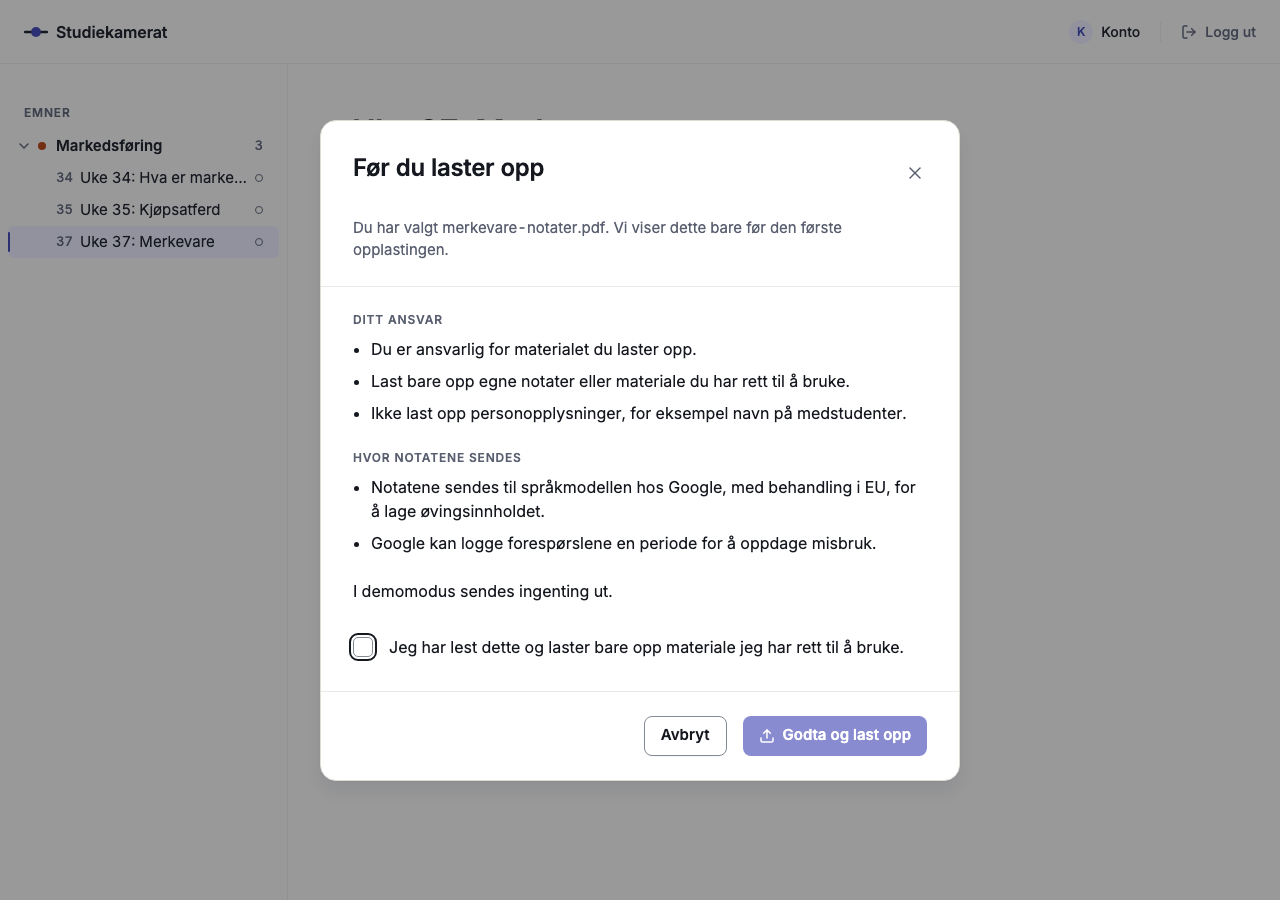 Studiekamerat
K Konto
Logg ut
EMNER
Markedsføring 3
34 Uke 34: Hva er marke...
35 Uke 35: Kjøpsatferd
37 Uke 37: Merkevare
Før du laster opp
Du har valgt merkevare-notater.pdf. Vi viser dette bare før den første
opplastingen.
DITT ANSVAR
• Du er ansvarlig for materialet du laster opp.
• Last bare opp egne notater eller materiale du har rett til å bruke.
• Ikke last opp personopplysninger, for eksempel navn på medstudenter.
HVOR NOTATENE SENDES
• Notatene sendes til språkmodellen hos Google, med behandling i EU, for
å lage øvingsinnholdet.
• Google kan logge forespørslene en periode for å oppdage misbruk.
I demomodus sendes ingenting ut.
Jeg har lest dette og laster bare opp materiale jeg har rett til å bruke.
Avbryt
Godta og last opp